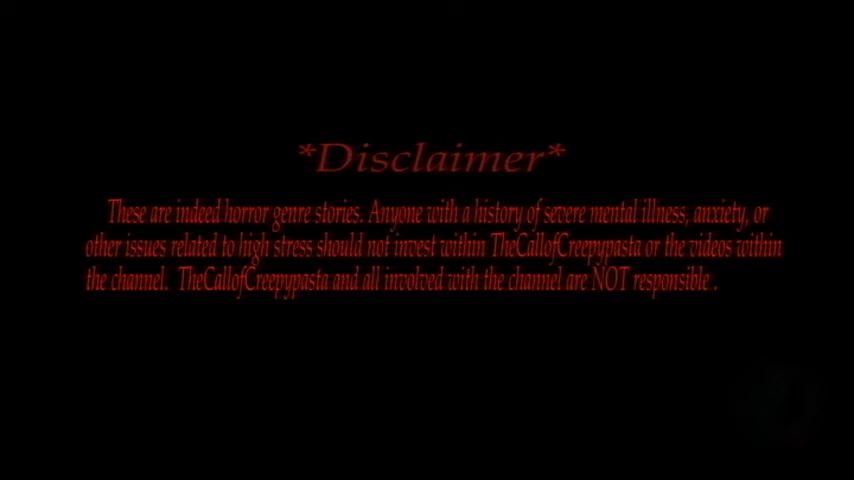 *Disclaimer*
These are indeed horror genre stories. Anyone with a history of severe mental illness, anxiety, or
other issues related to high stress should not invest within TheCallofCreepypasta or the videos within
the channel. TheCallofCreepypasta and all involved with the channel are NOT responsible .